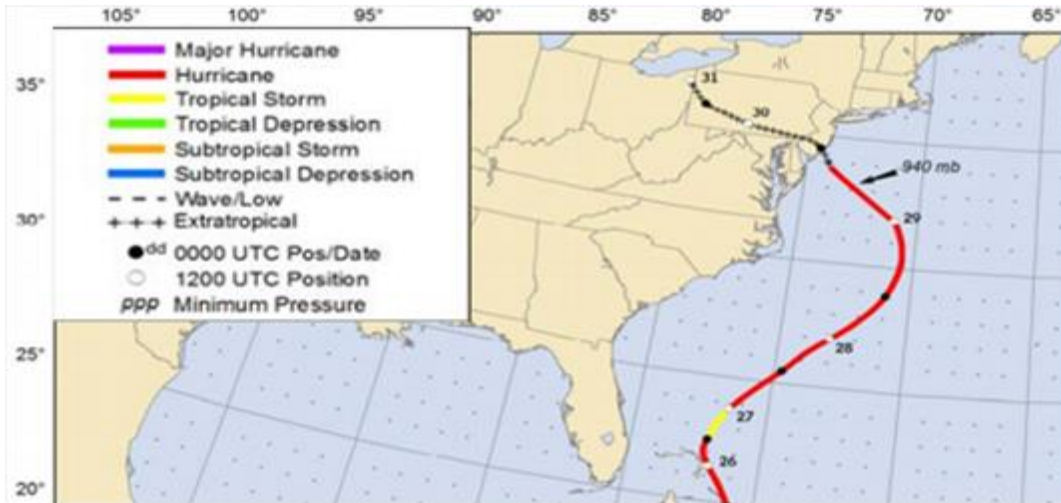 105° 100° 95° 90° 85° 80° 75° 70° 65°
Major Hurricane
Hurricane
Tropical Storm
Tropical Depression
Subtropical Storm
Subtropical Depression
Wave/Low
Extratropical
dd 0000 UTC Pos/Date
1200 UTC Position
ppp Minimum Pressure
35°
30°
25°
20°
31
30
940 mb
29
28
27
26